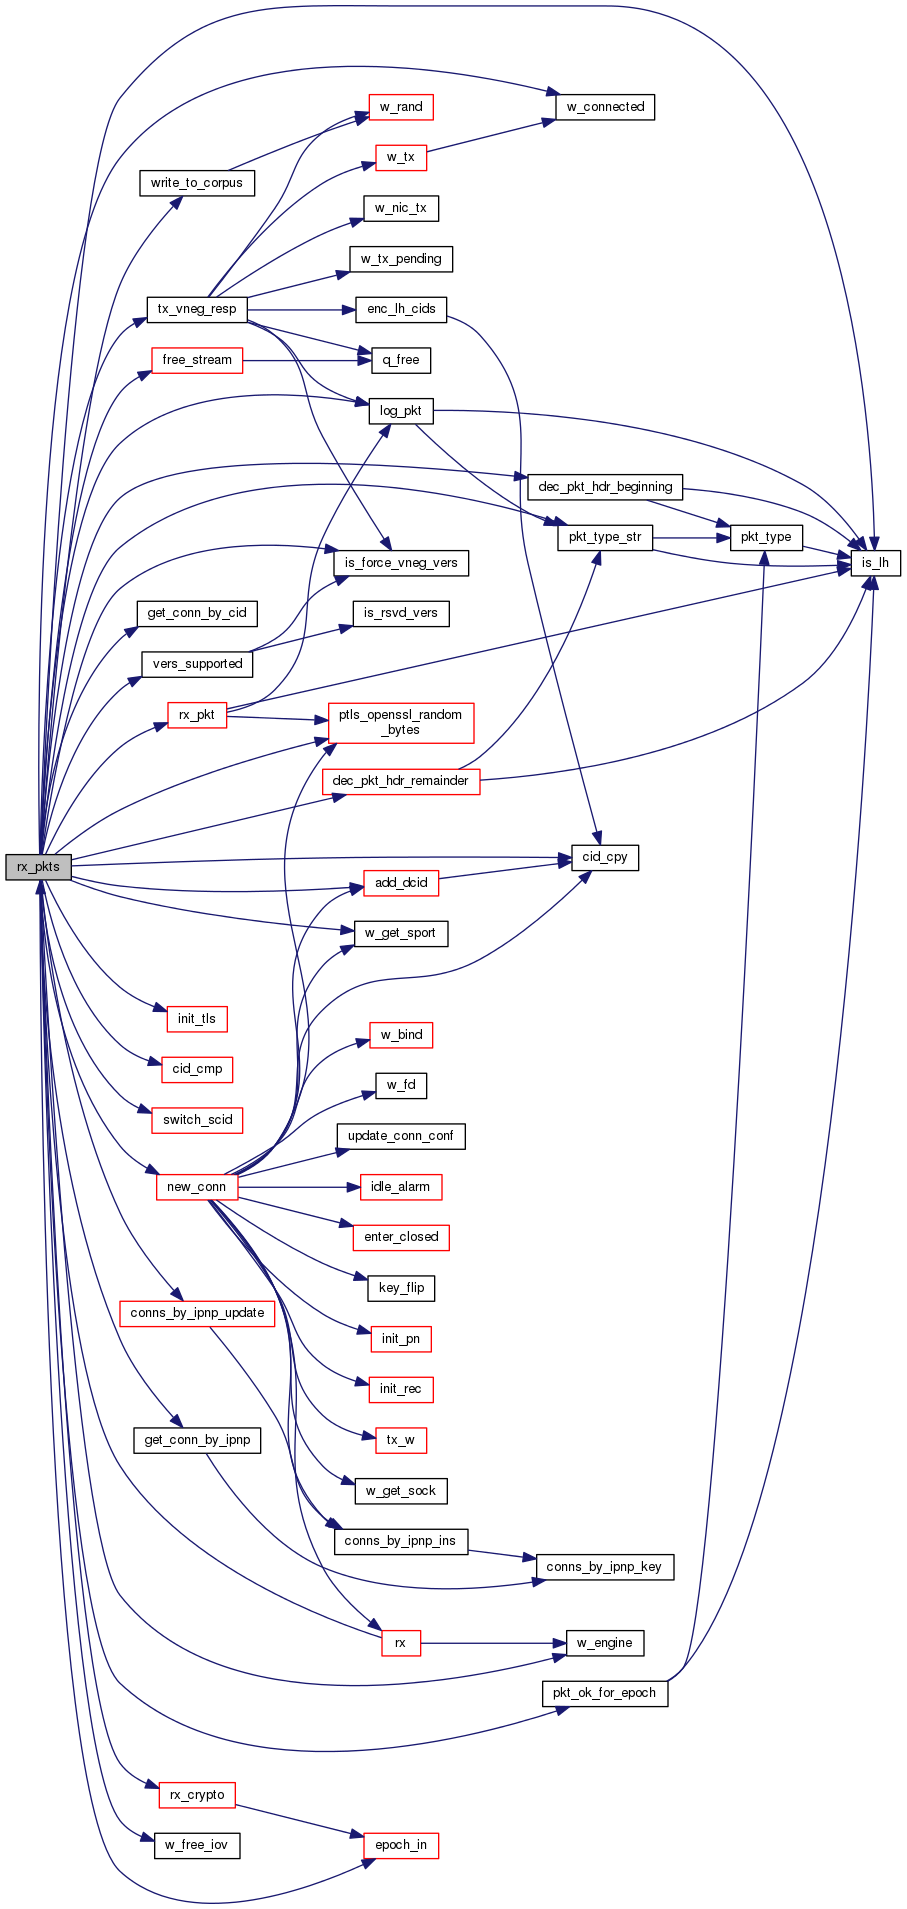 w_connected
w_rand
w_tx
write_to_corpus
w_nic_tx
w_tx_pending
tx_vneg_resp
enc_lh_cids
free_stream
q_free
log_pkt
dec_pkt_hdr_beginning
pkt_type_str
pkt_type
is_force_vneg_vers
is_lh
get_conn_by_cid
is_rsvd_vers
vers_supported
rx_pkt
ptls_openssl_random
_bytes
dec_pkt_hdr_remainder
cid_cpy
rx_pkts
add_dcid
w_get_sport
init_tls
w_bind
cid_cmp
w_fd
switch_scid
update_conn_conf
new_conn
idle_alarm
enter_closed
key_flip
conns_by_ipnp_update
init_pn
init_rec
get_conn_by_ipnp
tx_w
w_get_sock
conns_by_ipnp_ins
conns_by_ipnp_key
rx
w_engine
pkt_ok_for_epoch
rx_crypto
w_free_iov
epoch_in